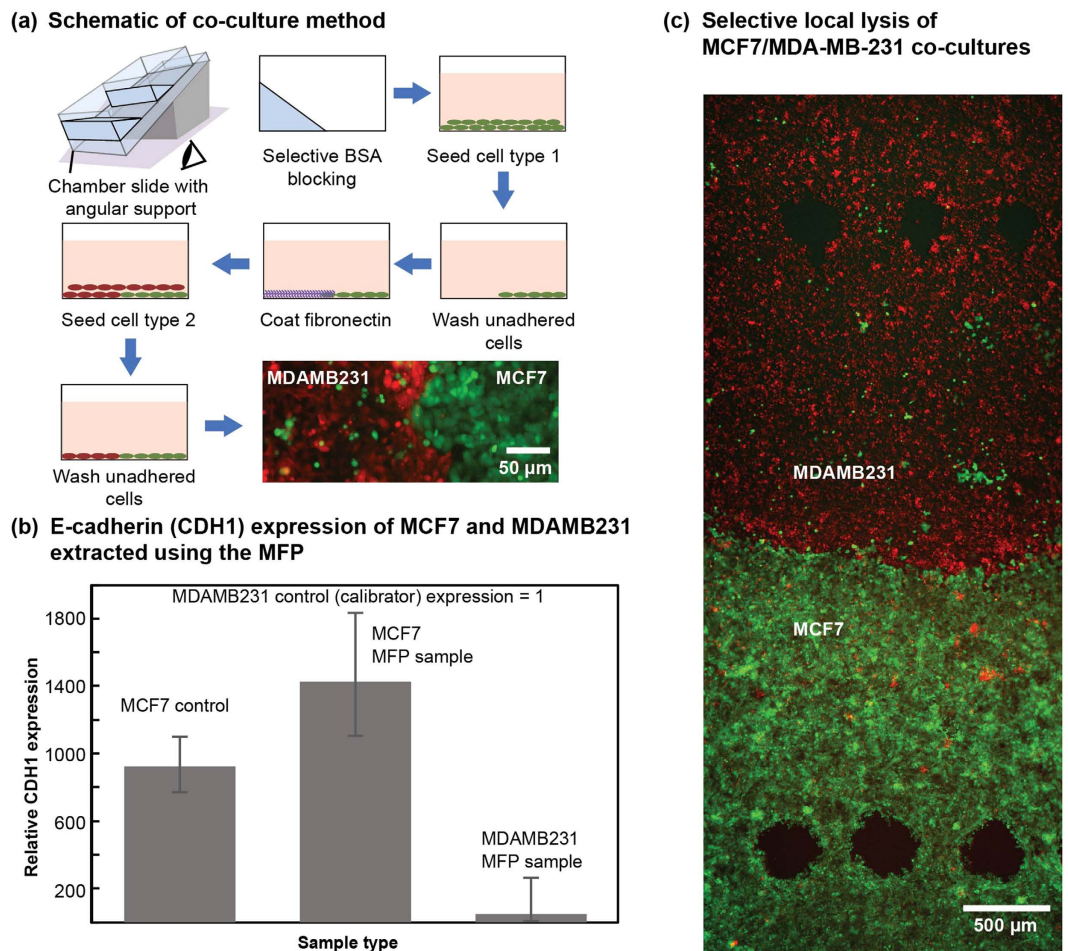 (a) Schematic of co-culture method
Chamber slide with
angular support
Selective BSA
blocking
Seed cell type 1
Seed cell type 2
Coat fibronectin
Wash unadhered
cells
Wash unadhered
cells
MDAMB231
MCF7
50 µm
(b) E-cadherin (CDH1) expression of MCF7 and MDAMB231
extracted using the MFP
Relative CDH1 expression
1800
1400
1000
600
200
MDAMB231 control (calibrator) expression = 1
MCF7 control
MCF7
MFP sample
MDAMB231
MFP sample
Sample type
(c) Selective local lysis of
MCF7/MDA-MB-231 co-cultures
MDAMB231
MCF7
500 µm